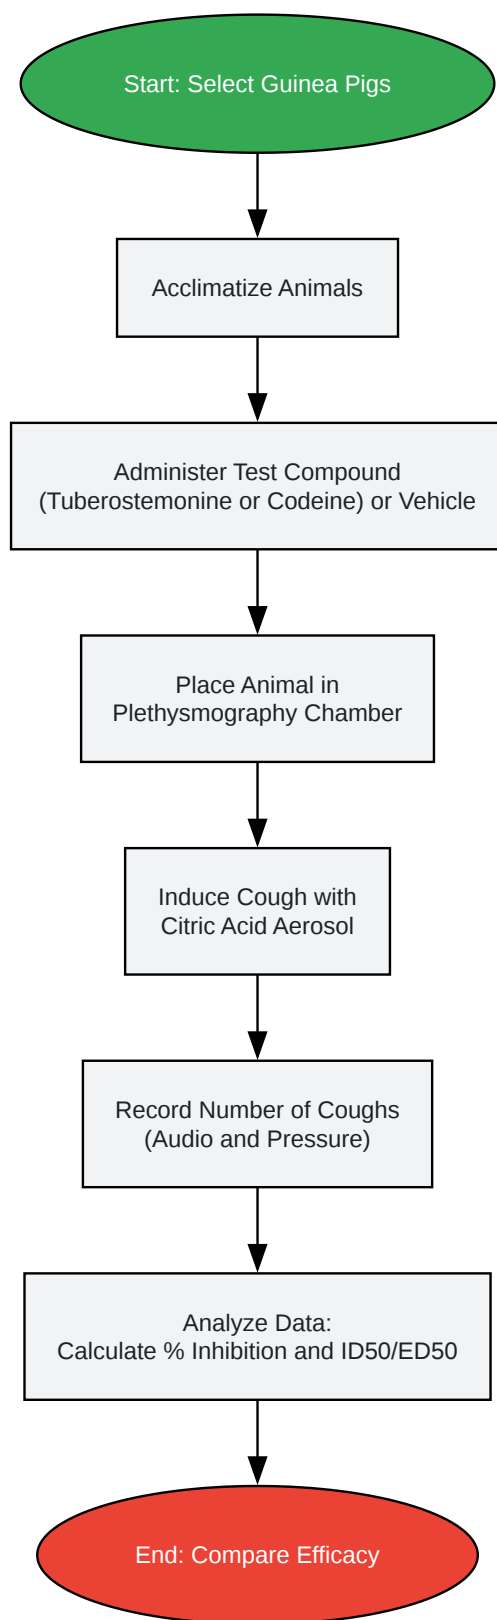 Start: Select Guinea Pigs
Acclimatize Animals
Administer Test Compound
(Tuberostemonine or Codeine) or Vehicle
Place Animal in
Plethysmography Chamber
Induce Cough with
Citric Acid Aerosol
Record Number of Coughs
(Audio and Pressure)
Analyze Data:
Calculate % Inhibition and ID50/ED50
End: Compare Efficacy